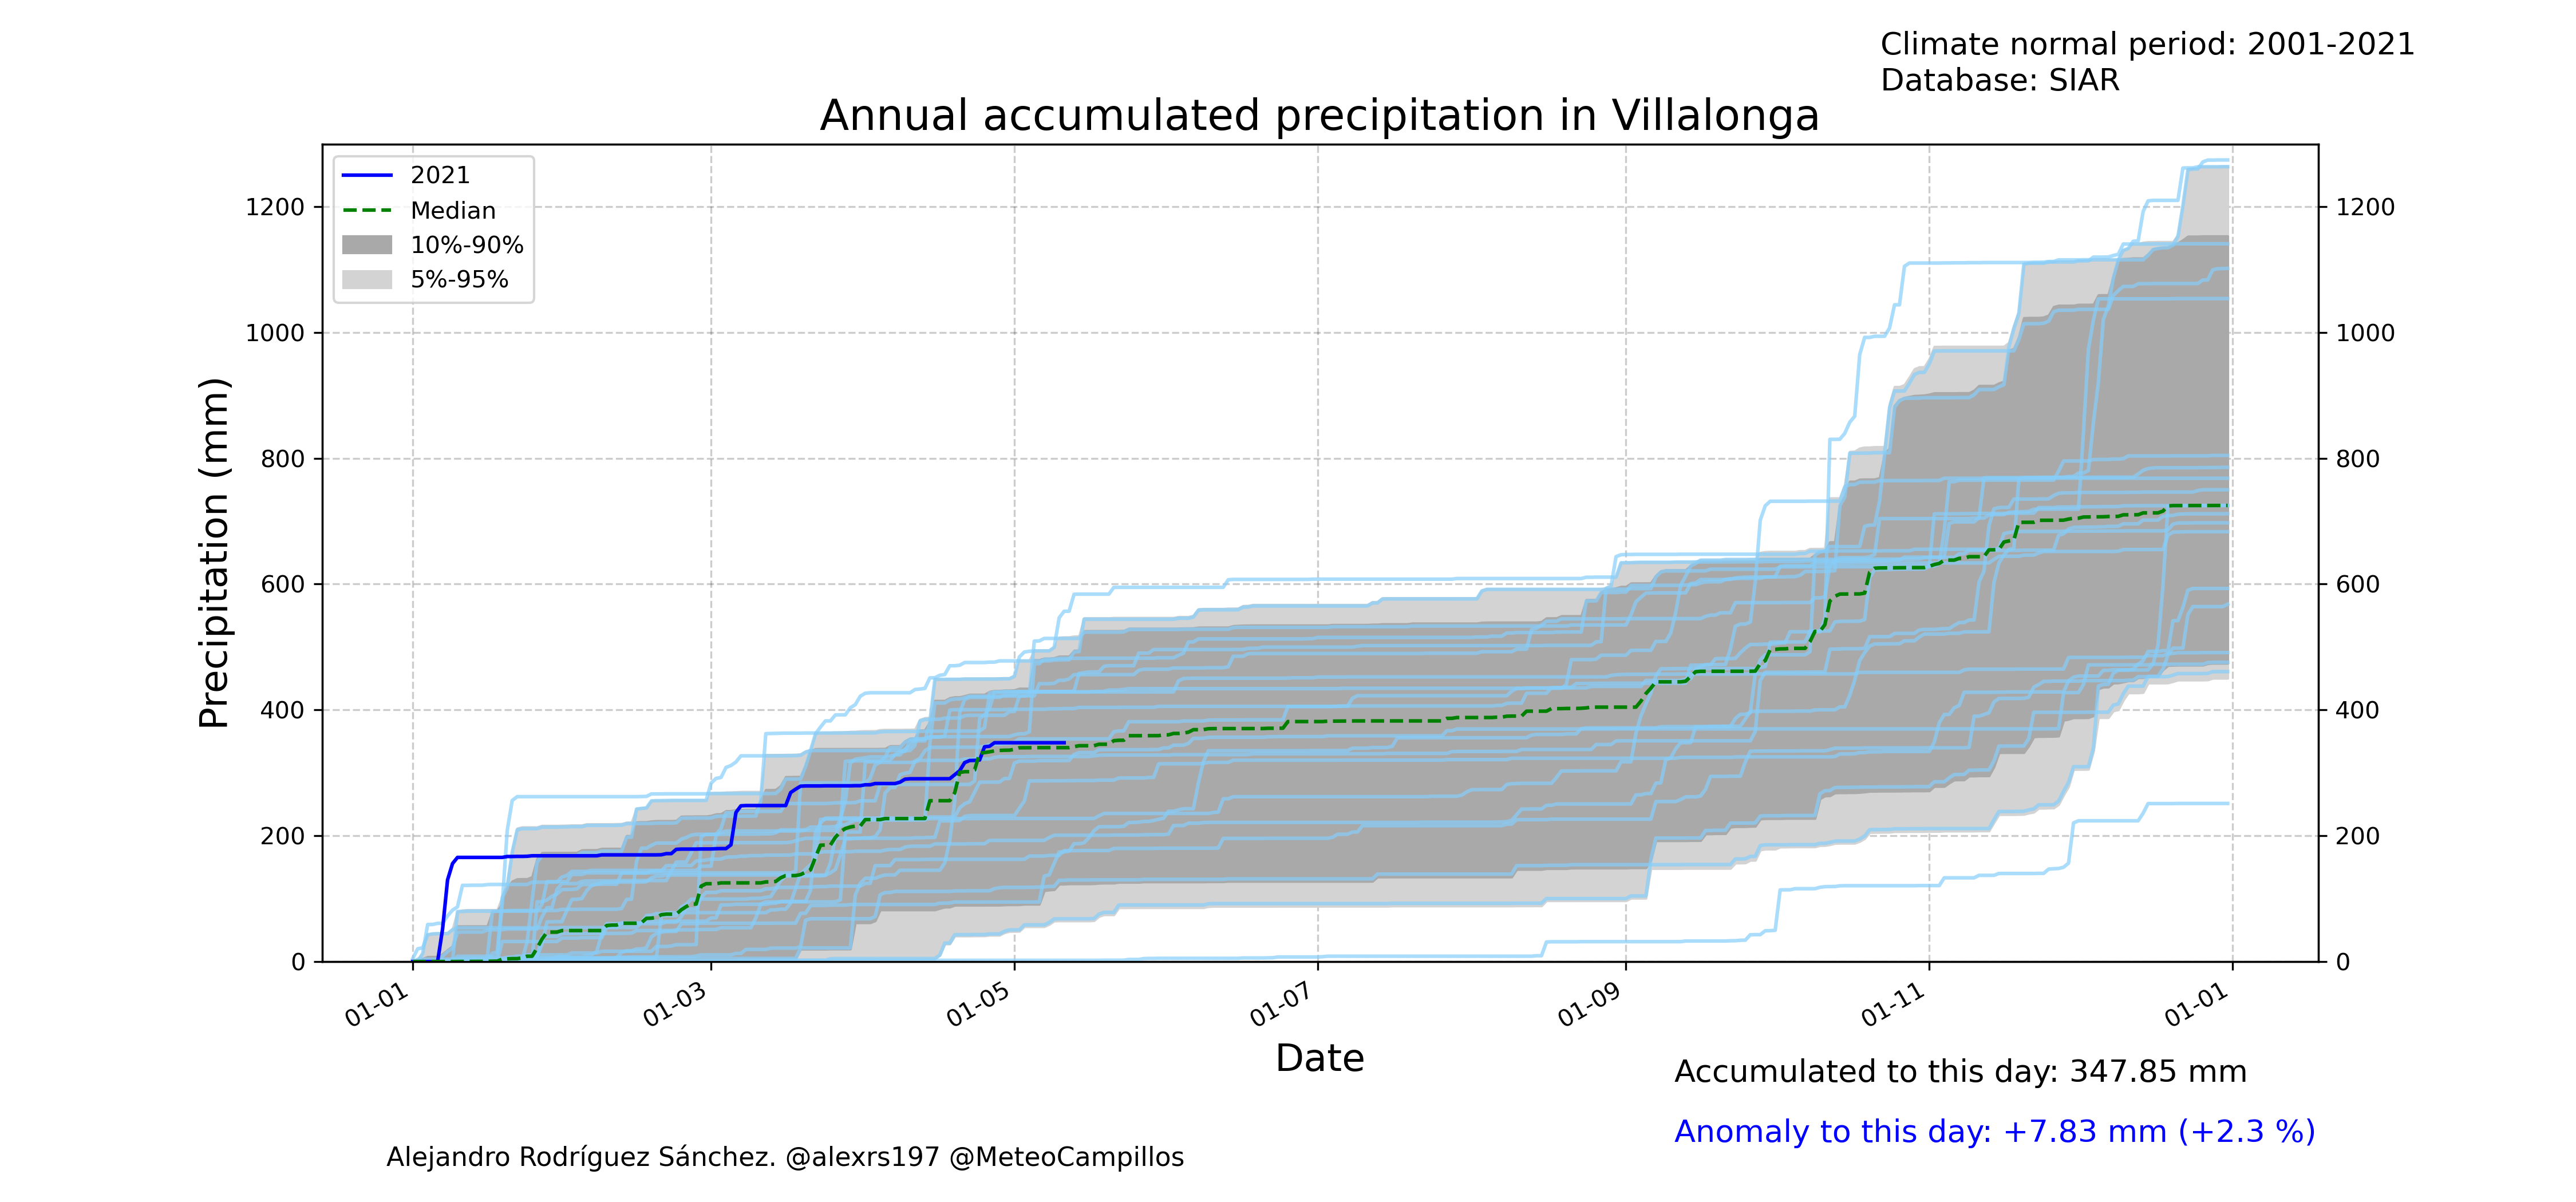 Climate normal period: 2001-2021
Database: SIAR
Annual accumulated precipitation in Villalonga
2021
Median
10%-90%
5%-95%
Precipitation (mm)
1200
1000
800
600
400
200
0
1200
1000
800
600
400
200
0
01-01
01-03
01-05
01-07
01-09
01-11
01-01
Date
Accumulated to this day: 347.85 mm
Anomaly to this day: +7.83 mm (+2.3 %)
Alejandro Rodríguez Sánchez. @alexrs197 @MeteoCampillos